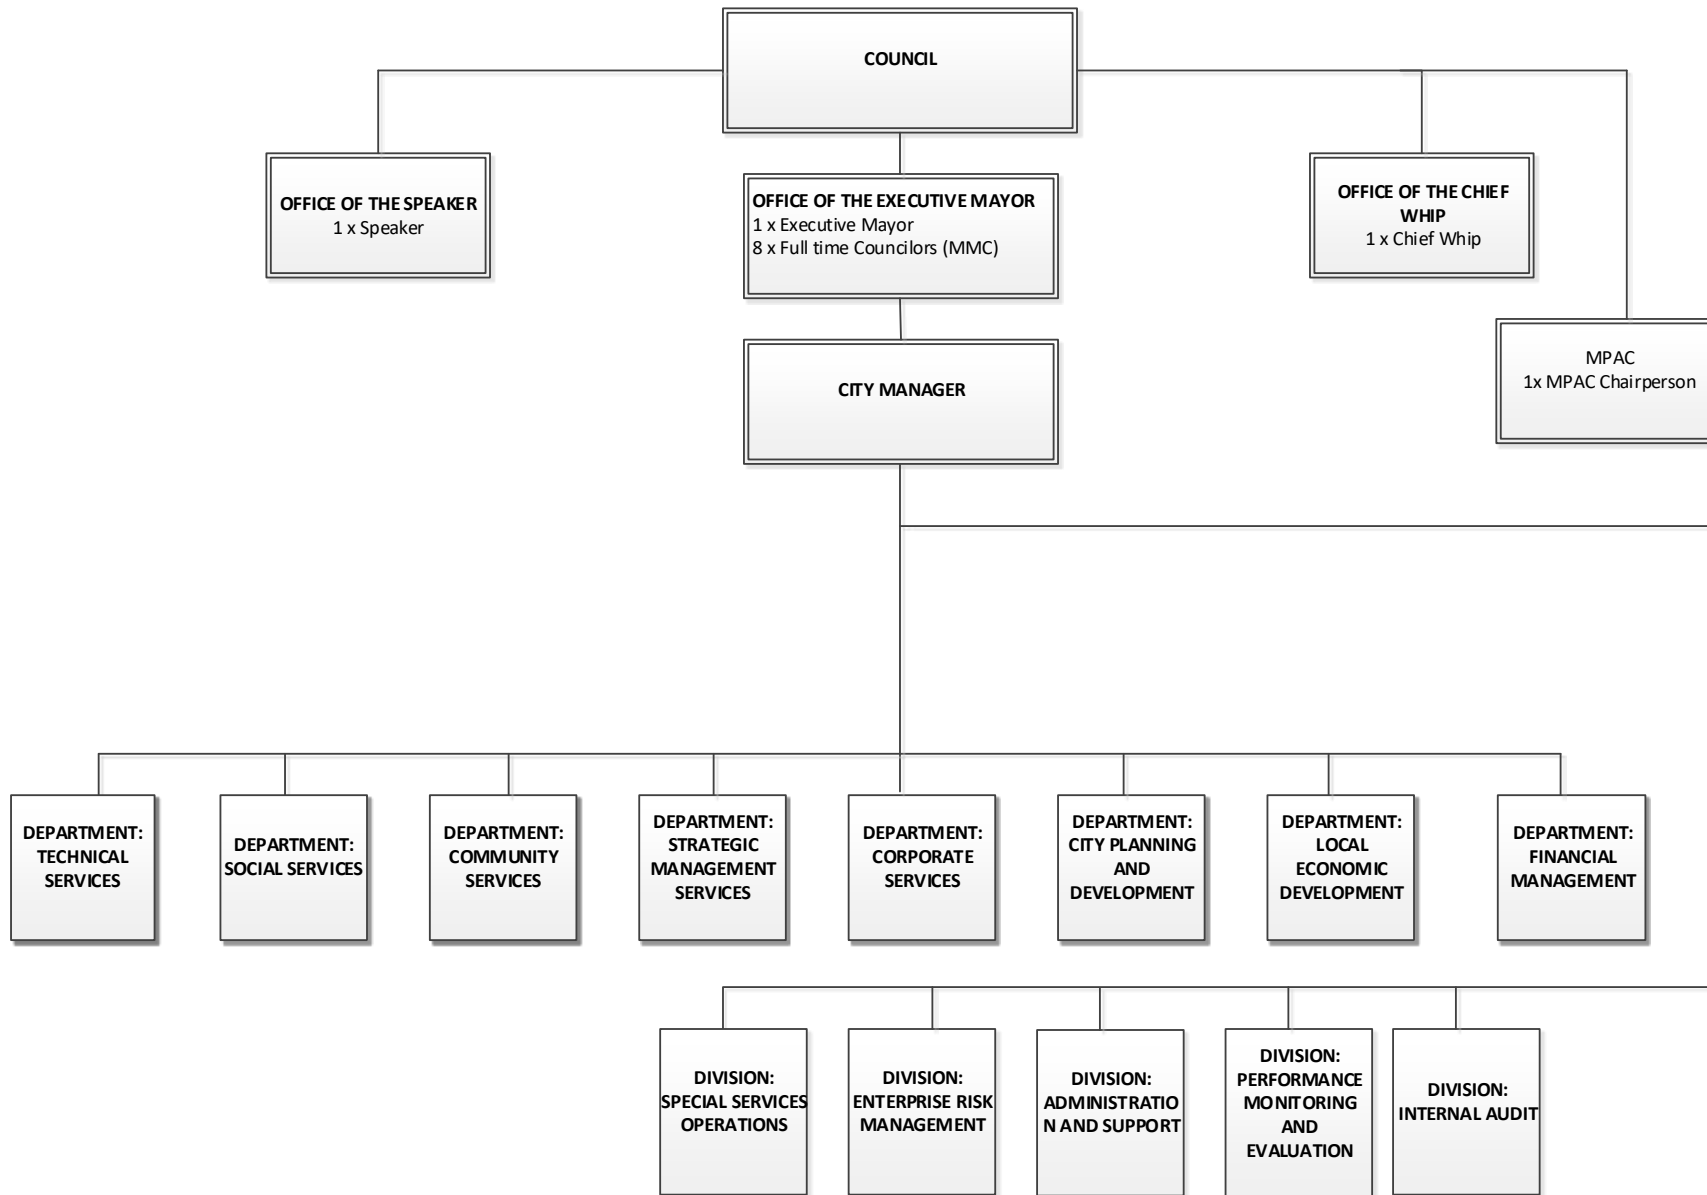 COUNCIL
OFFICE OF THE SPEAKER
1 x Speaker
OFFICE OF THE EXECUTIVE MAYOR
1 x Executive Mayor
8 x Full time Councilors (MMC)
OFFICE OF THE CHIEF
WHIP
1 x Chief Whip
MPAC
1x MPAC Chairperson
CITY MANAGER
DEPARTMENT:
TECHNICAL
SERVICES
DEPARTMENT:
SOCIAL SERVICES
DEPARTMENT:
COMMUNITY
SERVICES
DEPARTMENT:
STRATEGIC
MANAGEMENT
SERVICES
DEPARTMENT:
CORPORATE
SERVICES
DEPARTMENT:
CITY PLANNING
AND
DEVELOPMENT
DEPARTMENT:
LOCAL
ECONOMIC
DEVELOPMENT
DEPARTMENT:
FINANCIAL
MANAGEMENT
DIVISION:
SPECIAL SERVICES
OPERATIONS
DIVISION:
ENTERPRISE RISK
MANAGEMENT
DIVISION:
ADMINISTRATIO
N AND SUPPORT
DIVISION:
PERFORMANCE
MONITORING
AND
EVALUATION
DIVISION:
INTERNAL AUDIT